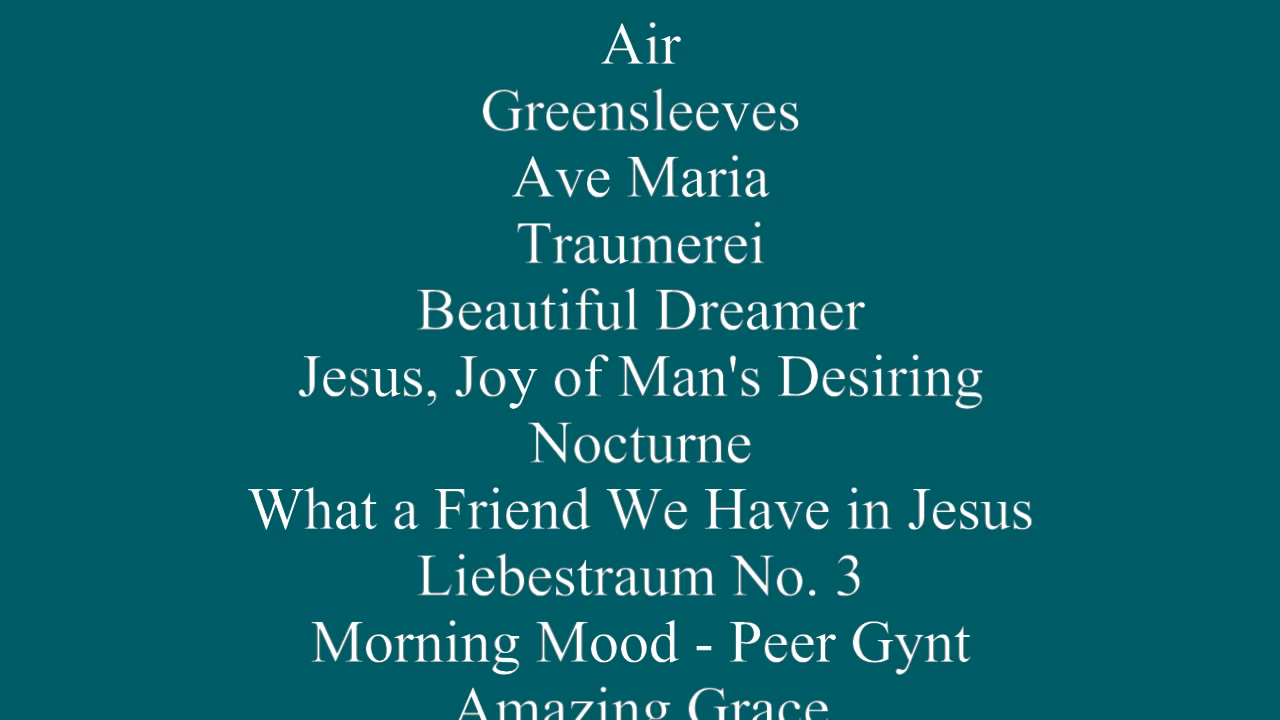 Air
Greensleeves
Ave Maria
Traumerei
Beautiful Dreamer
Jesus, Joy of Man's Desiring
Nocturne
What a Friend We Have in Jesus
Liebestraum No. 3
Morning Mood - Peer Gynt
Amazing Grace